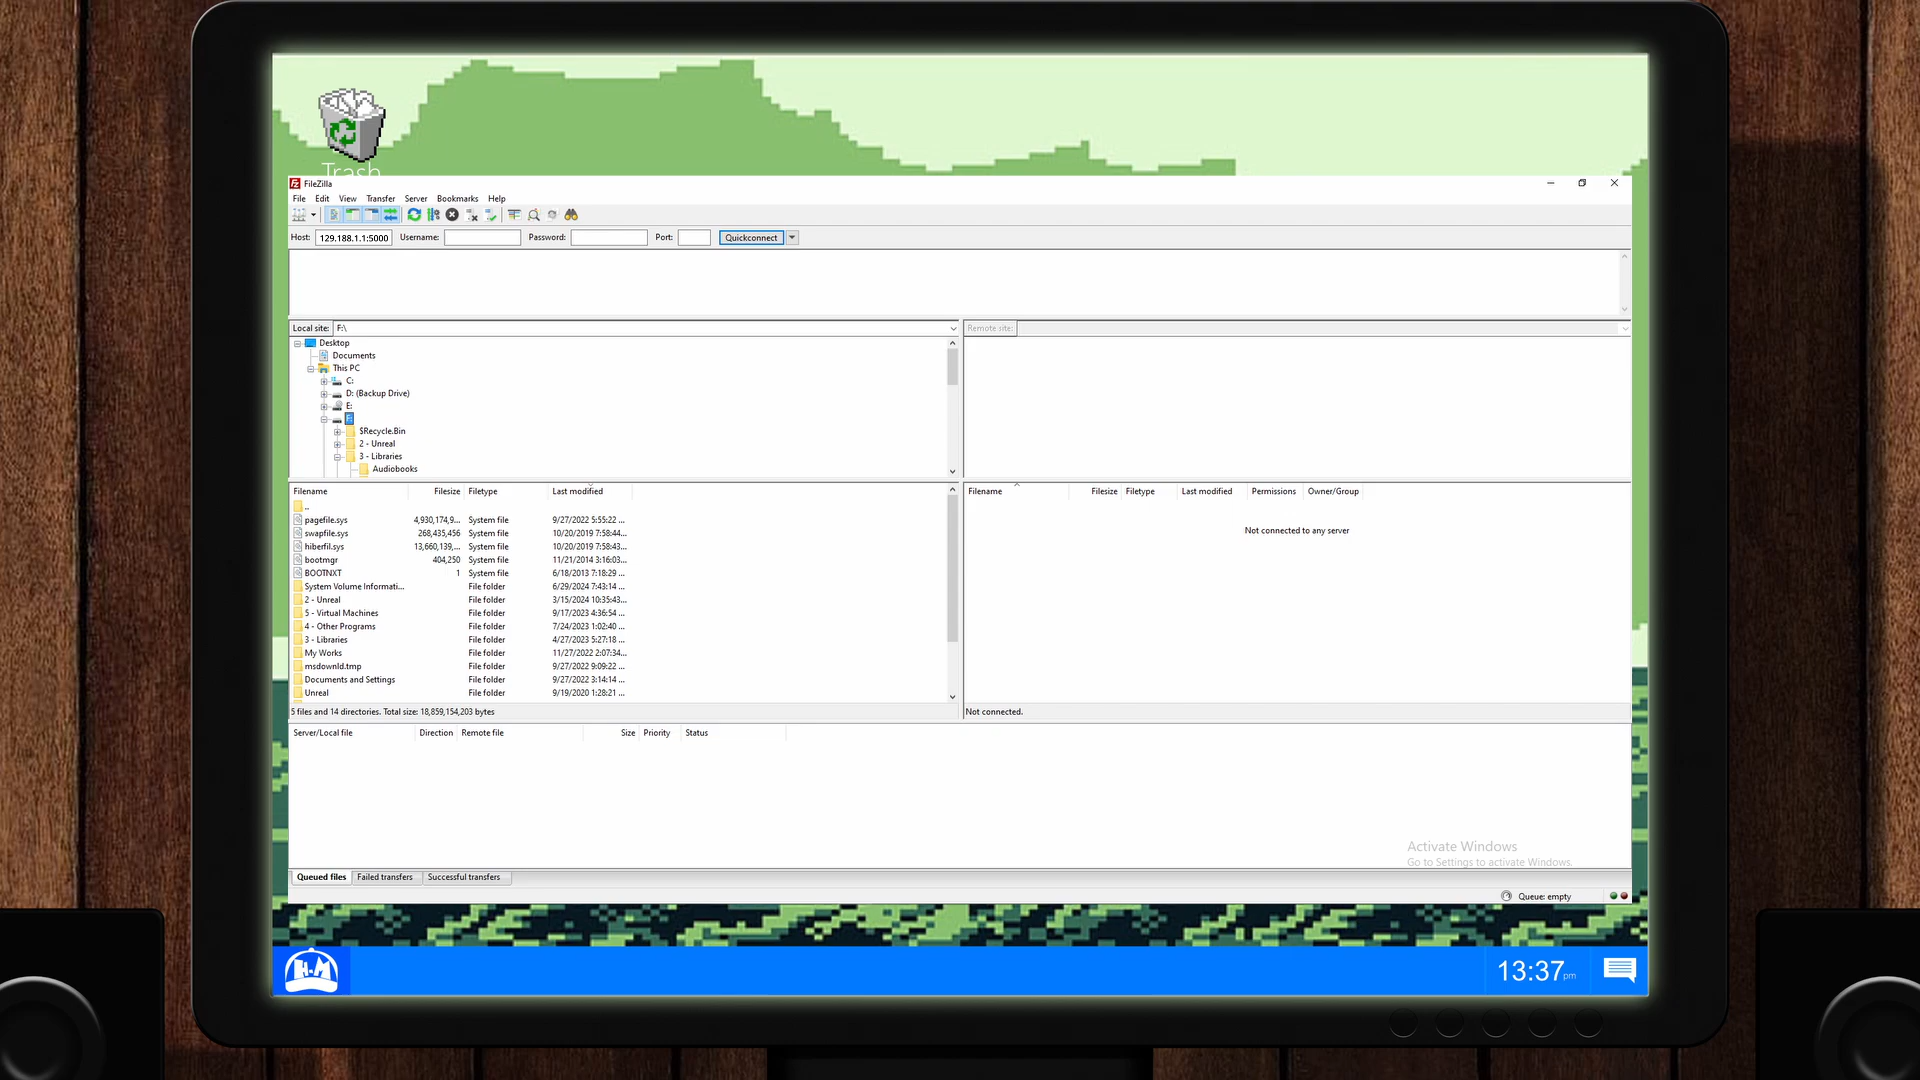 Trash
FileZilla
File Edit View Transfer Server Bookmarks Help
Host: 129.188.1.1:5000 Username: Password: Port: Quickconnect
Local site: F:\
Remote site:
Desktop
Documents
This PC
C:
D: (Backup Drive)
E:
$Recycle.Bin
2 - Unreal
3 - Libraries
Audiobooks
Filename Filesize Filetype Last modified
..
pagefile.sys 4,930,174,9... System file 9/27/2022 5:55:22 ...
swapfile.sys 268,435,456 System file 10/20/2019 7:58:44...
hiberfil.sys 13,660,139,... System file 10/20/2019 7:58:43...
bootmgr 404,250 System file 11/21/2014 3:16:03...
BOOTNXT 1 System file 6/18/2013 7:18:29 ...
System Volume Informati... File folder 6/29/2024 7:43:14 ...
2 - Unreal File folder 3/15/2024 10:35:43...
5 - Virtual Machines File folder 9/17/2023 4:36:54 ...
4 - Other Programs File folder 7/24/2023 1:02:40 ...
3 - Libraries File folder 4/27/2023 5:27:18 ...
My Works File folder 11/27/2022 2:07:34...
msdownld.tmp File folder 9/27/2022 9:09:22 ...
Documents and Settings File folder 9/27/2022 3:14:14 ...
Unreal File folder 9/19/2020 1:28:21 ...
5 files and 14 directories. Total size: 18,859,154,203 bytes
Filename Filesize Filetype Last modified Permissions Owner/Group
Not connected to any server
Not connected.
Server/Local file Direction Remote file Size Priority Status
Activate Windows
Go to Settings to activate Windows.
Queued files Failed transfers Successful transfers
Queue: empty
H-M
13:37 pm